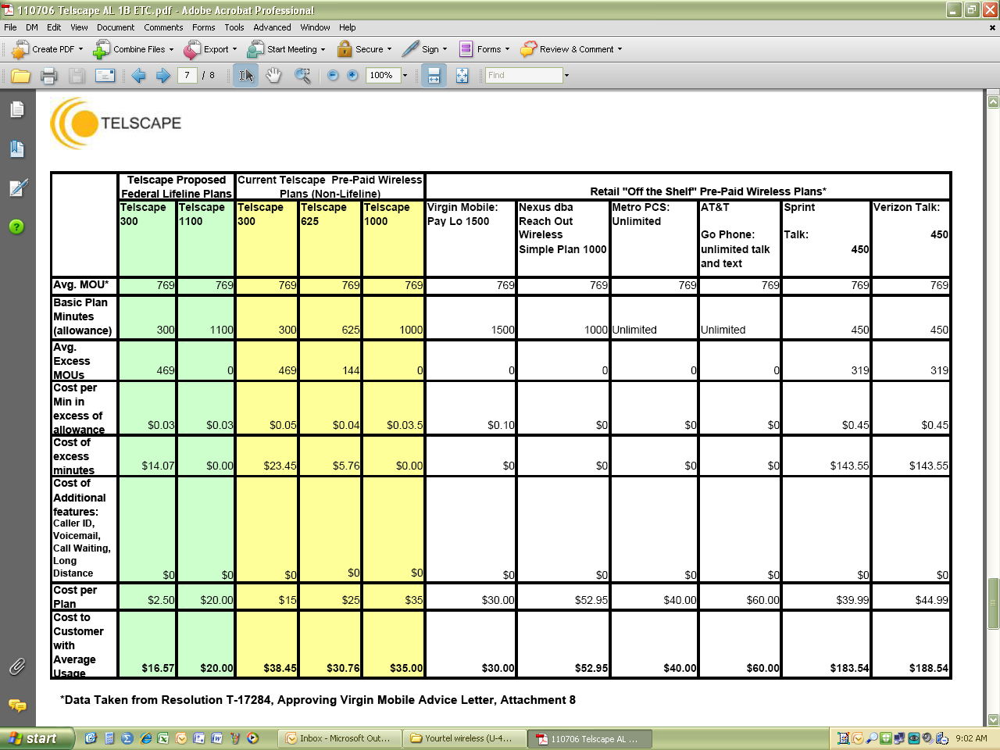 110706 Telscape AL 1B ETC.pdf - Adobe Acrobat Professional
File DM Edit View Document Comments Forms Tools Advanced Window Help
Create PDF Combine Files Export Start Meeting Secure Sign Forms Review & Comment
7 / 8 100% Find
TELSCAPE
Telscape Proposed Federal Lifeline Plans
Current Telscape Pre-Paid Wireless Plans (Non-Lifeline)
Retail "Off the Shelf" Pre-Paid Wireless Plans*
Telscape 300
Telscape 1100
Telscape 300
Telscape 625
Telscape 1000
Virgin Mobile: Pay Lo 1500
Nexus dba Reach Out Wireless Simple Plan 1000
Metro PCS: Unlimited
AT&T Go Phone: unlimited talk and text
Sprint Talk: 450
Verizon Talk: 450
Avg. MOU* 769 769 769 769 769 769 769 769 769 769 769
Basic Plan Minutes (allowance) 300 1100 300 625 1000 1500 1000 Unlimited Unlimited 450 450
Avg. Excess MOUs 469 0 469 144 0 0 0 0 0 319 319
Cost per Min in excess of allowance $0.03 $0.03 $0.05 $0.04 $0.03.5 $0.10 $0 $0 $0 $0.45 $0.45
Cost of excess minutes $14.07 $0.00 $23.45 $5.76 $0.00 $0 $0 $0 $0 $143.55 $143.55
Cost of Additional features: Caller ID, Voicemail, Call Waiting, Long Distance $0 $0 $0 $0 $0 $0 $0 $0 $0 $0 $0
Cost per Plan $2.50 $20.00 $15 $25 $35 $30.00 $52.95 $40.00 $60.00 $39.99 $44.99
Cost to Customer with Average Usage $16.57 $20.00 $38.45 $30.76 $35.00 $30.00 $52.95 $40.00 $60.00 $183.54 $188.54
*Data Taken from Resolution T-17284, Approving Virgin Mobile Advice Letter, Attachment 8
start Inbox - Microsoft Out... Yourtel wireless (U-4... 110706 Telscape AL ... 9:02 AM